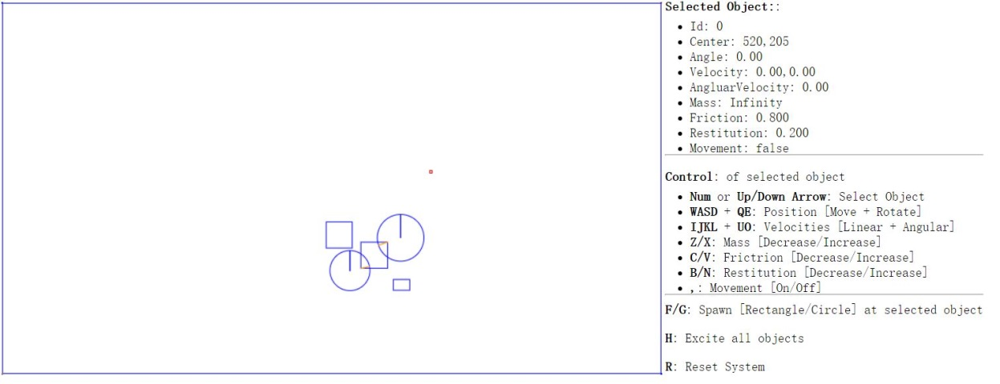 Selected Object::
• Id: 0
• Center: 520,205
• Angle: 0.00
• Velocity: 0.00,0.00
• AngluarVelocity: 0.00
• Mass: Infinity
• Friction: 0.800
• Restitution: 0.200
• Movement: false
Control: of selected object
• Num or Up/Down Arrow: Select Object
• WASD + QE: Position [Move + Rotate]
• IJKL + UO: Velocities [Linear + Angular]
• Z/X: Mass [Decrease/Increase]
• C/V: Frictrion [Decrease/Increase]
• B/N: Restitution [Decrease/Increase]
• ,: Movement [On/Off]
F/G: Spawn [Rectangle/Circle] at selected object
H: Excite all objects
R: Reset System